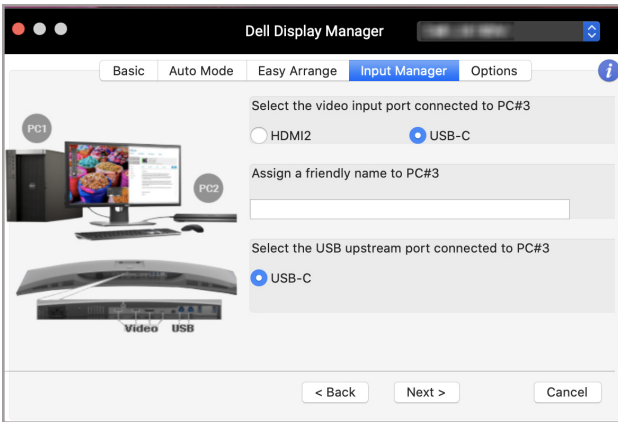 Dell Display Manager
Basic
Auto Mode
Easy Arrange
Input Manager
Options
i
Select the video input port connected to PC#3
HDMI2
USB-C
PC1
PC2
Assign a friendly name to PC#3
Select the USB upstream port connected to PC#3
USB-C
Video USB
< Back
Next >
Cancel